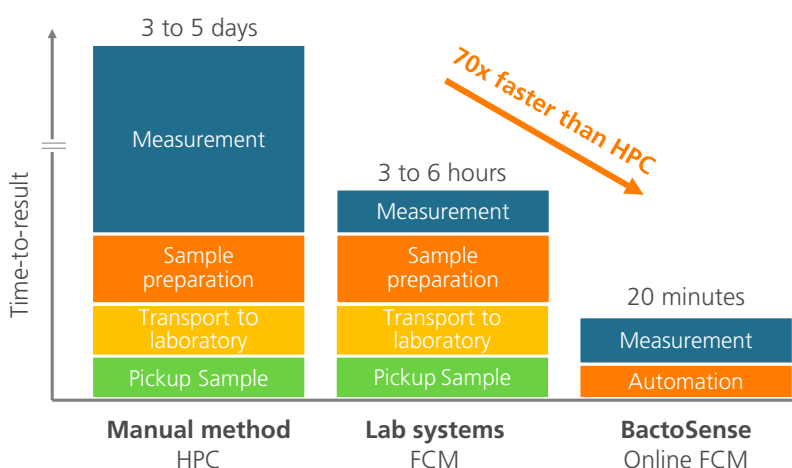 3 to 5 days
70x faster than HPC
Measurement
3 to 6 hours
Measurement
Sample
preparation
Sample
preparation
20 minutes
Transport to
laboratory
Transport to
laboratory
Measurement
Pickup Sample
Pickup Sample
Automation
Time-to-result
Manual method
HPC
Lab systems
FCM
BactoSense
Online FCM